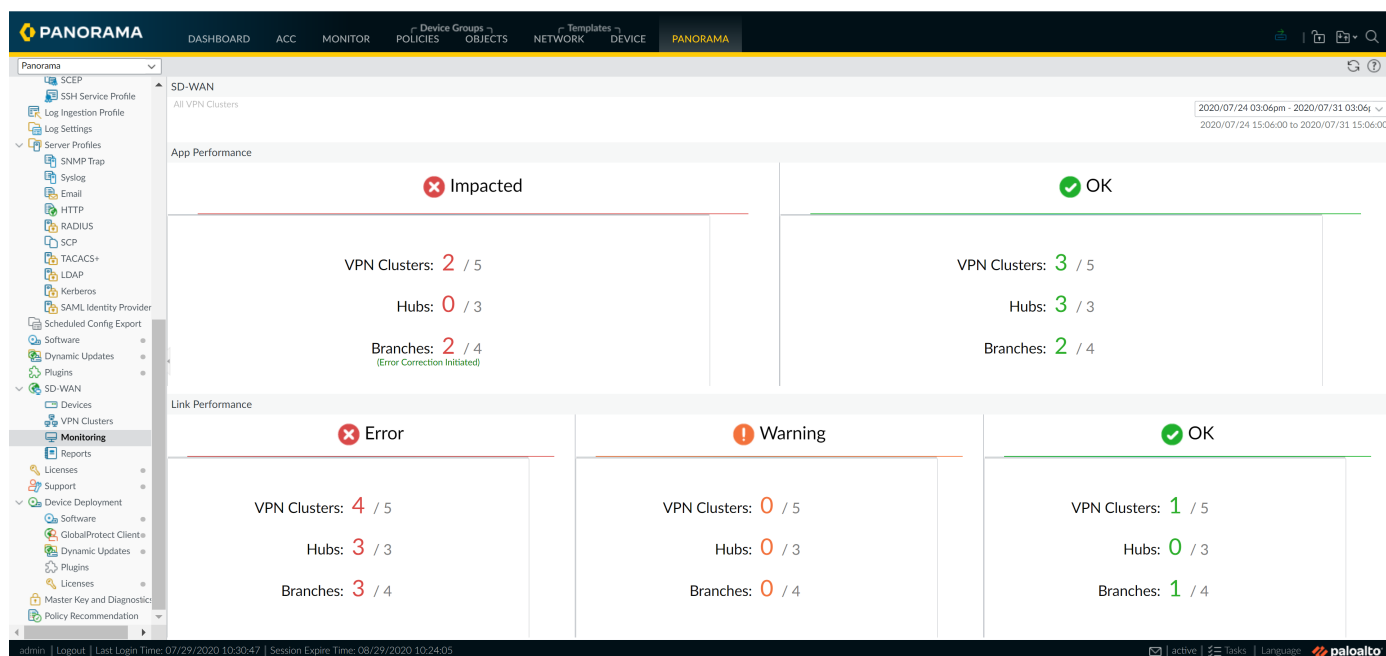 PANORAMA
Device Groups
Templates
DASHBOARD ACC MONITOR POLICIES OBJECTS NETWORK DEVICE PANORAMA
Panorama
SCEP
SSH Service Profile
Log Ingestion Profile
Log Settings
Server Profiles
SNMP Trap
Syslog
Email
HTTP
RADIUS
SCP
TACACS+
LDAP
Kerberos
SAML Identity Provider
Scheduled Config Export
Software
Dynamic Updates
Plugins
SD-WAN
Devices
VPN Clusters
Monitoring
Reports
Licenses
Support
Device Deployment
Software
GlobalProtect Client
Dynamic Updates
Plugins
Licenses
Master Key and Diagnostics
Policy Recommendation
SD-WAN
All VPN Clusters
2020/07/24 03:06pm - 2020/07/31 03:06
2020/07/24 15:06:00 to 2020/07/31 15:06:00
App Performance
Impacted
VPN Clusters: 2 / 5
Hubs: 0 / 3
Branches: 2 / 4
(Error Correction Initiated)
OK
VPN Clusters: 3 / 5
Hubs: 3 / 3
Branches: 2 / 4
Link Performance
Error
VPN Clusters: 4 / 5
Hubs: 3 / 3
Branches: 3 / 4
Warning
VPN Clusters: 0 / 5
Hubs: 0 / 3
Branches: 0 / 4
OK
VPN Clusters: 1 / 5
Hubs: 0 / 3
Branches: 1 / 4
admin | Logout | Last Login Time: 07/29/2020 10:30:47 | Session Expire Time: 08/29/2020 10:24:05
| active | Tasks | Language paloalto